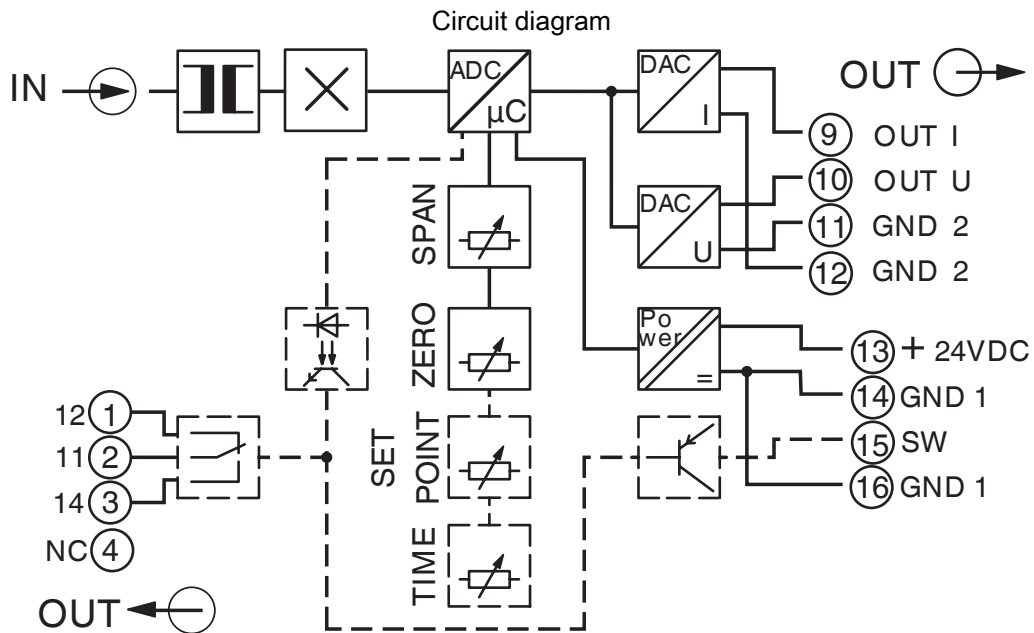 Circuit diagram
IN
ADC
µC
DAC
I
OUT
9 OUT I
10 OUT U
11 GND 2
12 GND 2
DAC
U
SPAN
ZERO
SET
POINT
TIME
Po
wer
=
13 + 24VDC
14 GND 1
15 SW
16 GND 1
12 1
11 2
14 3
NC 4
OUT